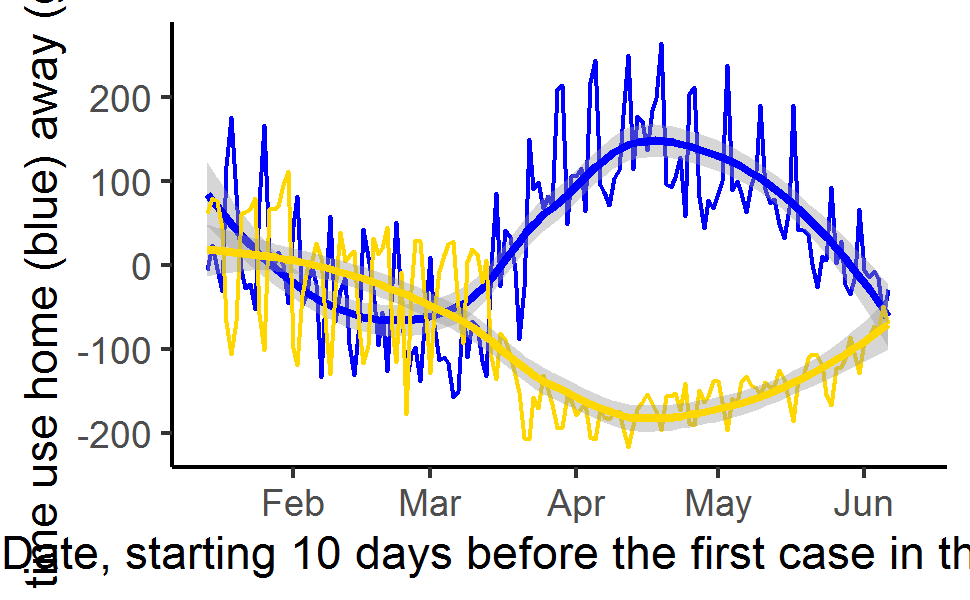 time use home (blue) away (
200
100
0
-100
-200
Feb Mar Apr May Jun
Date, starting 10 days before the first case in th